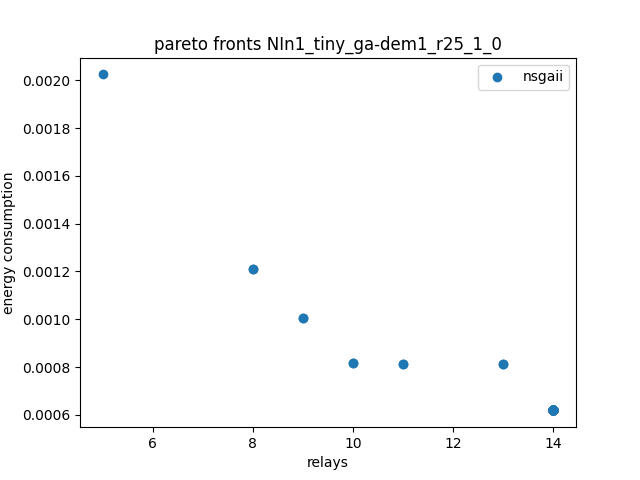 pareto fronts NIn1_tiny_ga-dem1_r25_1_0
nsgaii
energy consumption
0.0020
0.0018
0.0016
0.0014
0.0012
0.0010
0.0008
0.0006
6 8 10 12 14
relays